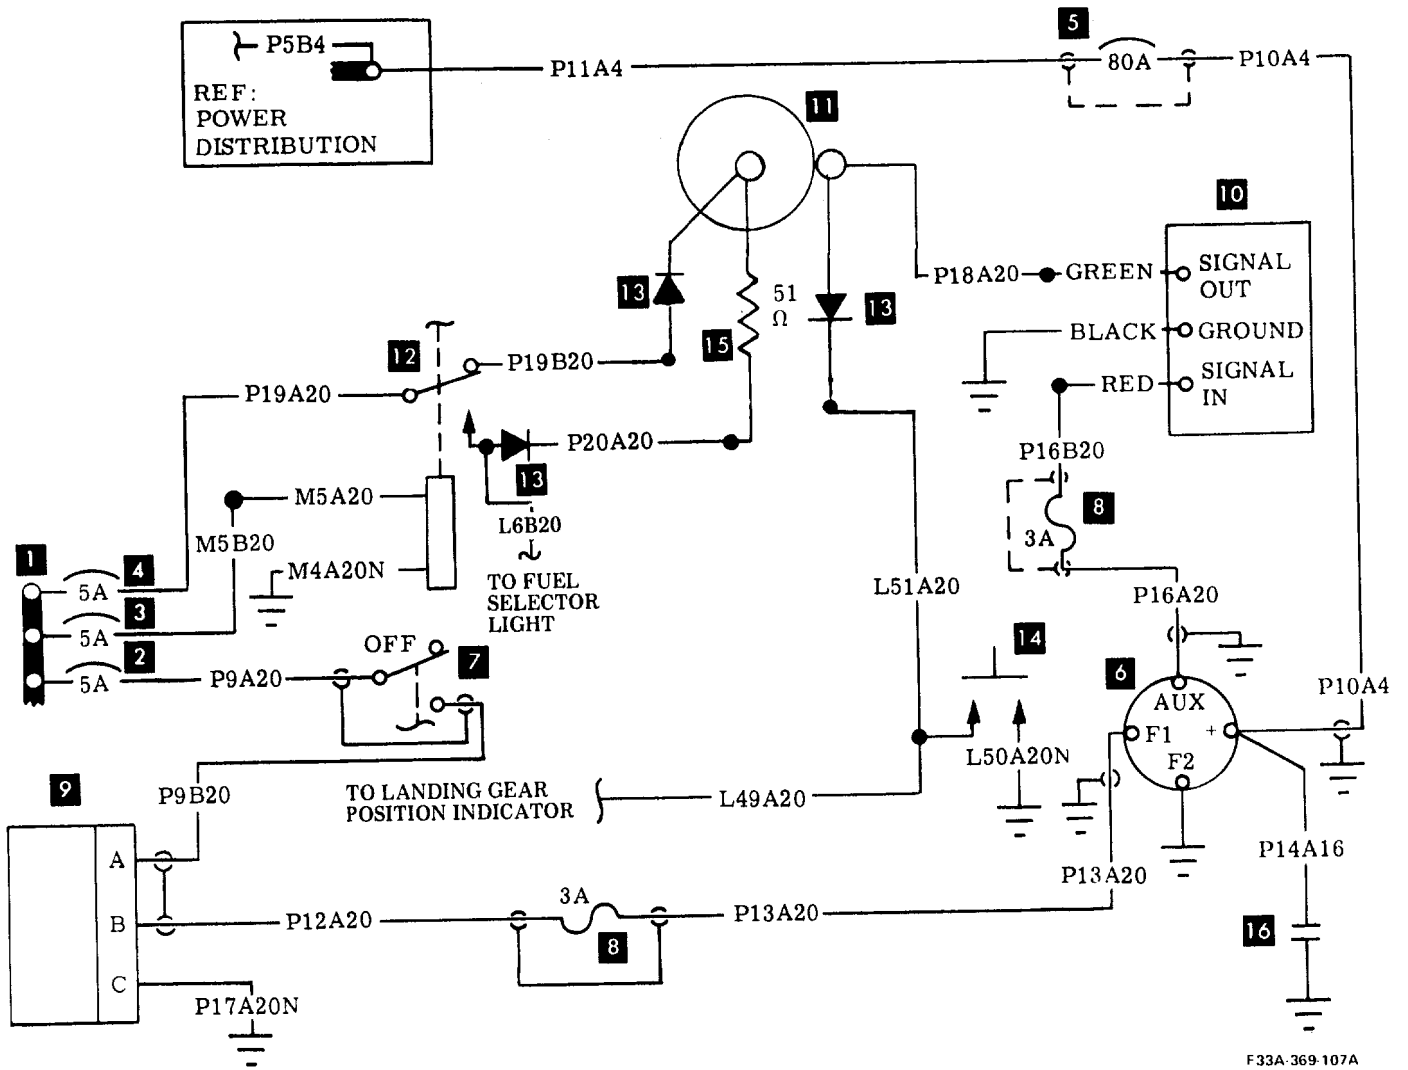 5
P5B4
P11A4
80A
P10A4
REF:
POWER
DISTRIBUTION
11
10
SIGNAL
OUT
GREEN
P18A20
13
51
Ω
13
BLACK
GROUND
15
12
P19B20
SIGNAL
IN
RED
P19A20
P20A20
P16B20
13
M5A20
8
L6B20
3A
M5B20
1
4
M4A20N
TO FUEL
SELECTOR
LIGHT
L51A20
5A
P16A20
3
5A
OFF
14
2
7
6
5A
P9A20
P10A4
AUX
F1
+
F2
L50A20N
9
P9B20
TO LANDING GEAR
POSITION INDICATOR
L49A20
A
P14A16
P13A20
3A
B
P12A20
P13A20
16
8
C
P17A20N
F33A-369-107A